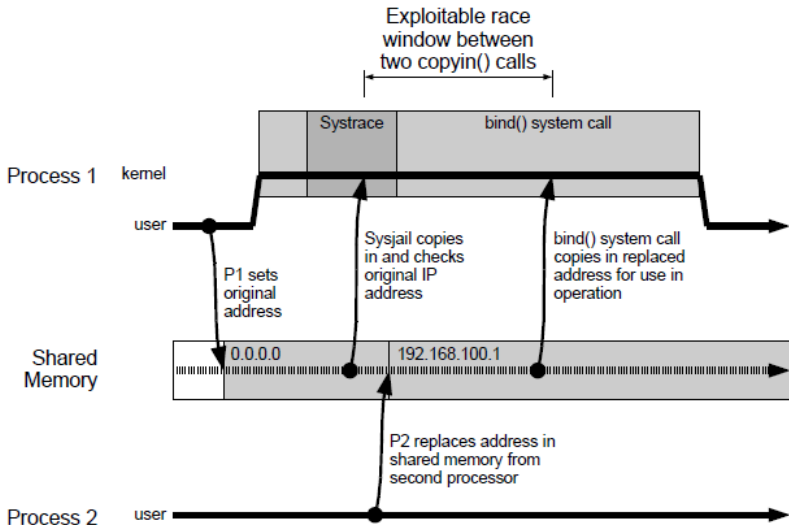 Exploitable race
window between
two copyin() calls
Systrace
bind() system call
Process 1
kernel
user
P1 sets
original
address
Sysjail copies
in and checks
original IP
address
bind() system call
copies in replaced
address for use in
operation
Shared
Memory
0.0.0.0
192.168.100.1
P2 replaces address in
shared memory from
second processor
Process 2
user